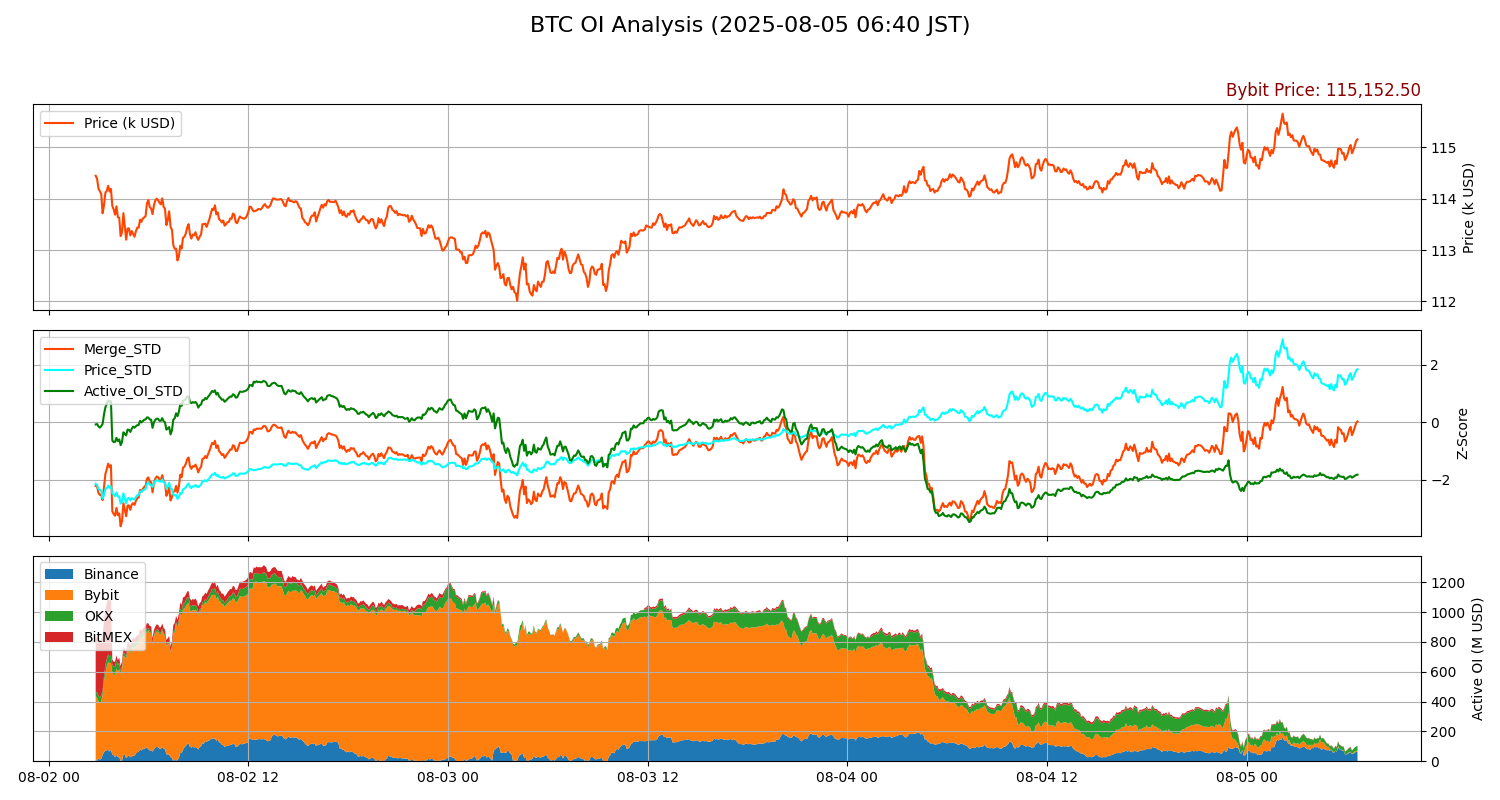 BTC OI Analysis (2025-08-05 06:40 JST)
Bybit Price: 115,152.50
Price (k USD)
115
114
113
112
Price (k USD)
Merge_STD
Price_STD
Active_OI_STD
2
0
−2
Z-Score
Binance
Bybit
OKX
BitMEX
1200
1000
800
600
400
200
0
Active OI (M USD)
08-02 00
08-02 12
08-03 00
08-03 12
08-04 00
08-04 12
08-05 00